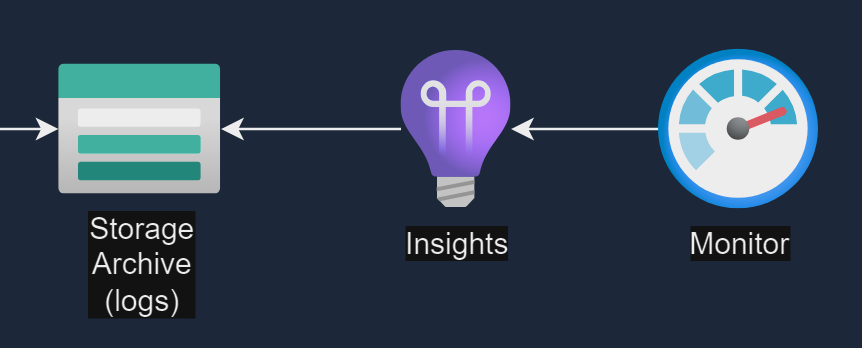 Storage
Archive
(logs)
Insights
Monitor